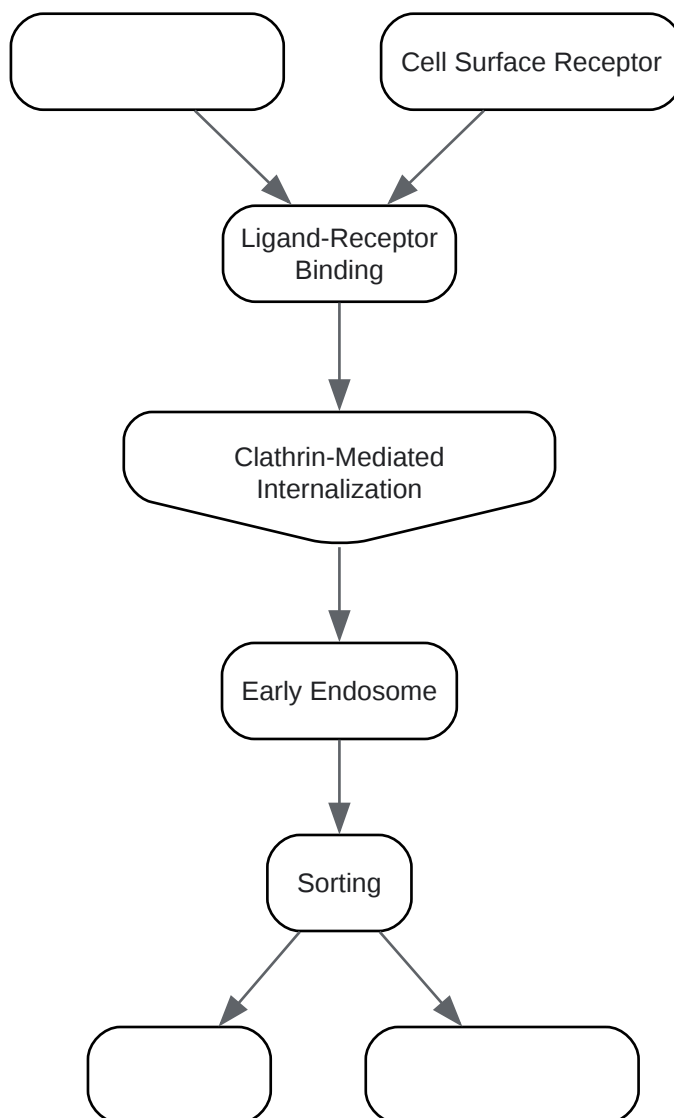 Cell Surface Receptor
Ligand-Receptor
Binding
Clathrin-Mediated
Internalization
Early Endosome
Sorting